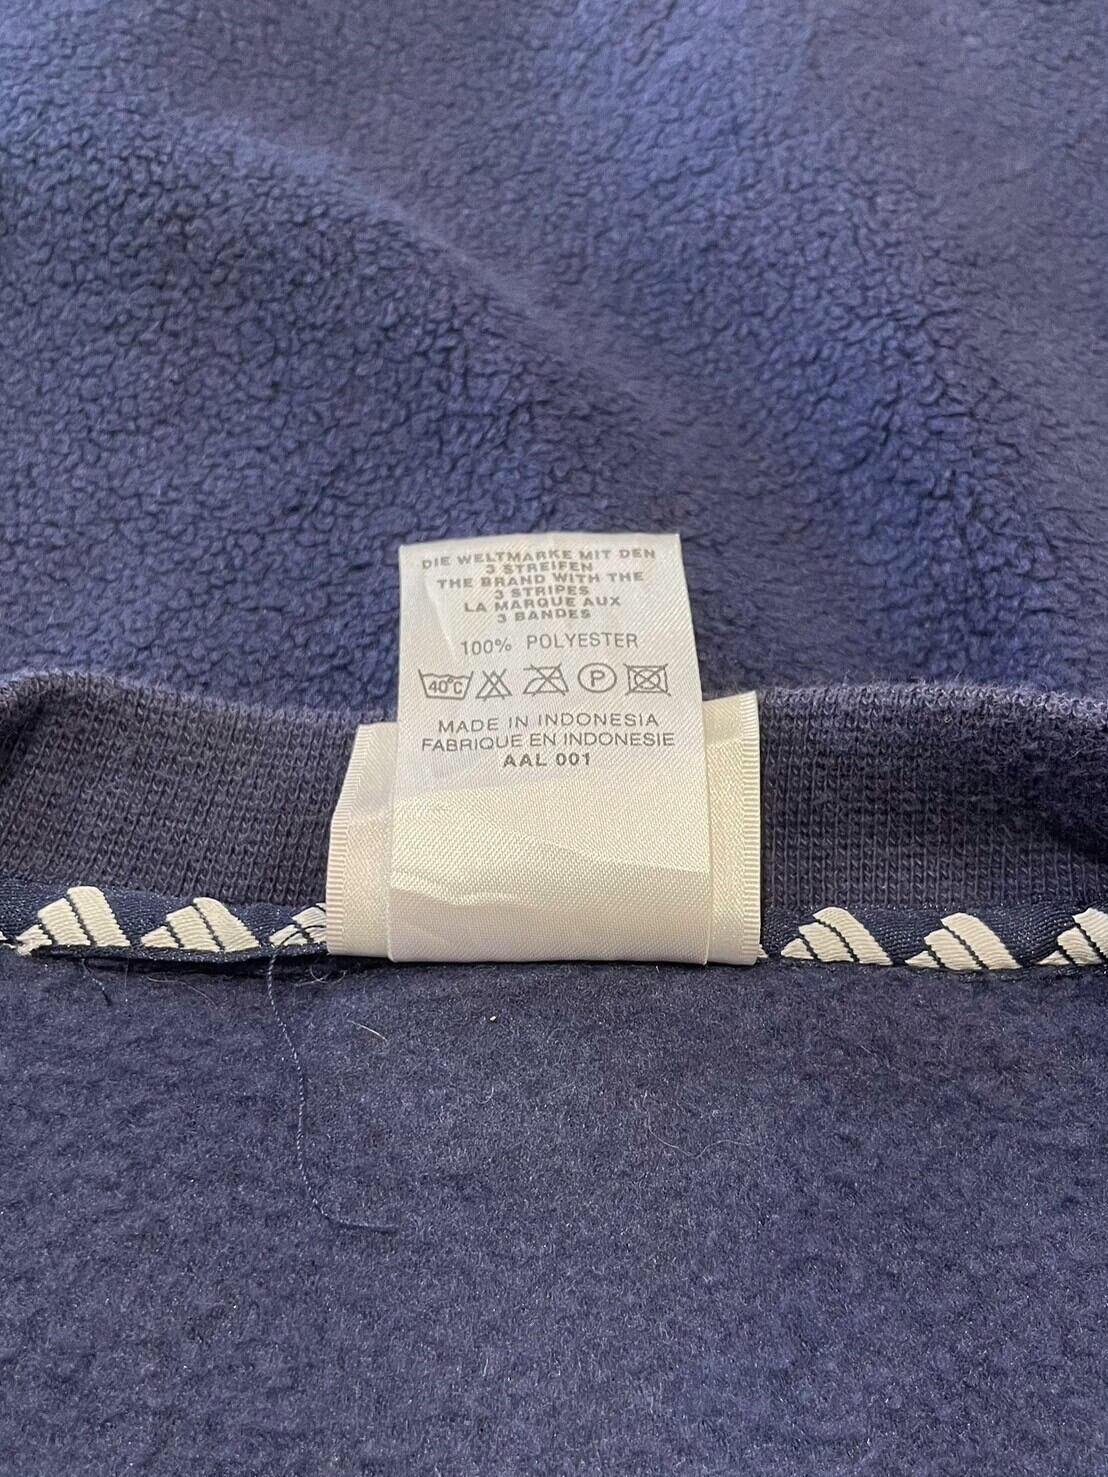 DIE WELTMARKE MIT DEN
3 STREIFEN
THE BRAND WITH THE
3 STRIPES
LA MARQUE AUX
3 BANDES
100% POLYESTER
40°C P
MADE IN INDONESIA
FABRIQUE EN INDONESIE
AAL 001